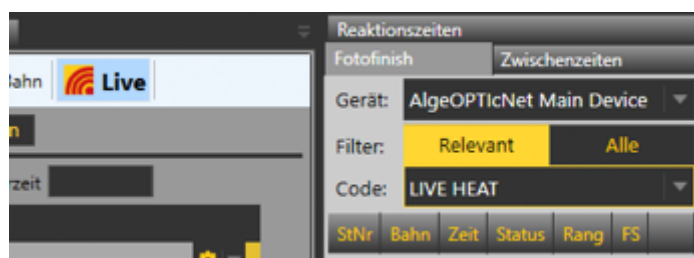 Reaktionszeiten
Fotofinish Zwischenzeiten
Live
Gerät: AlgeOPTIcNet Main Device
Filter: Relevant Alle
Code: LIVE HEAT
StNr Bahn Zeit Status Rang FS